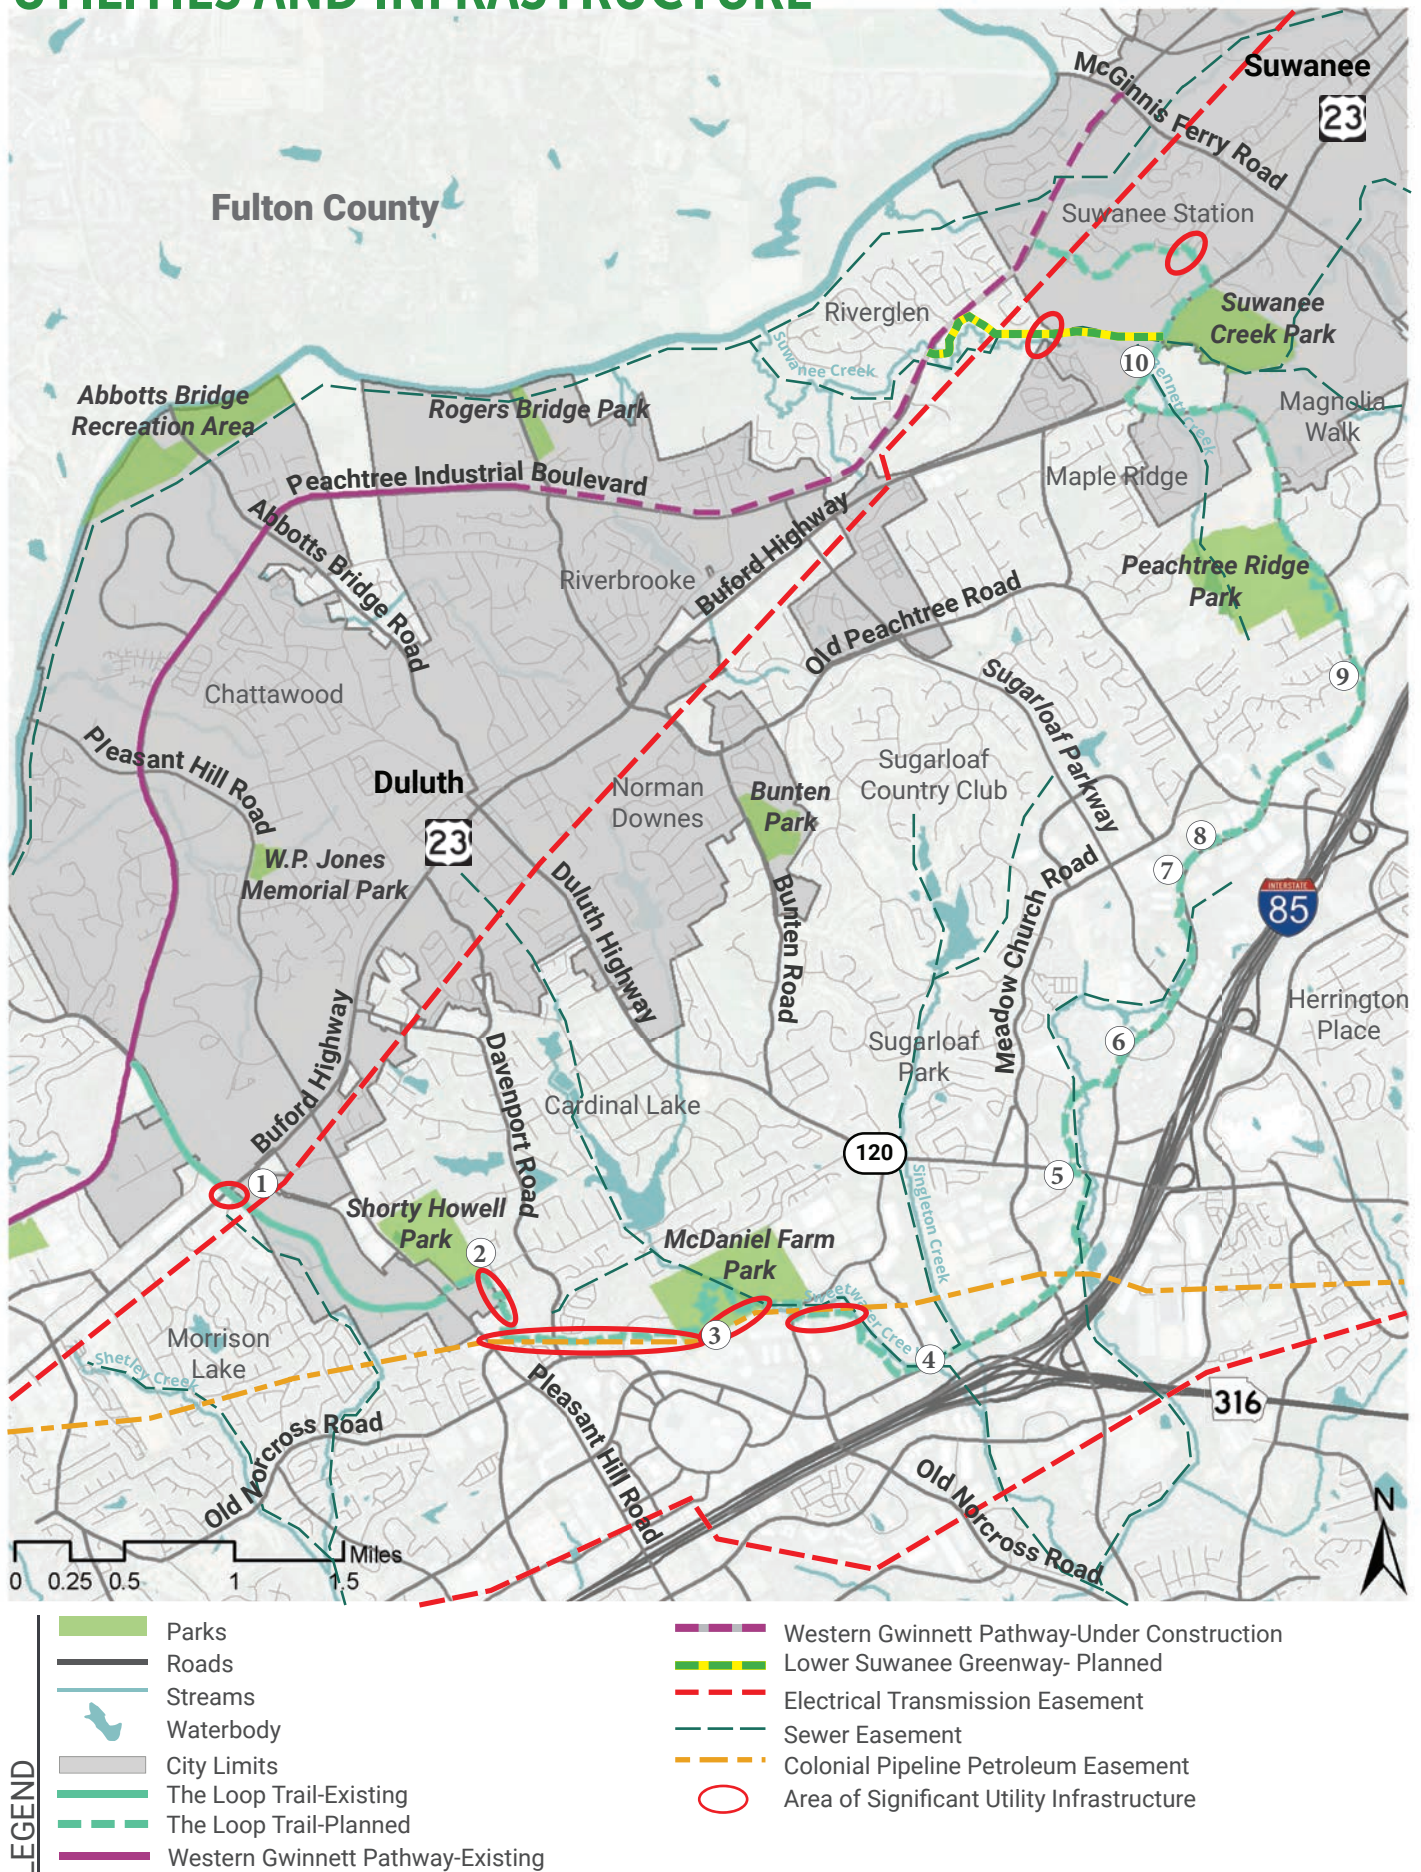 UTILITIES AND INFRASTRUCTURE
McGinnis Ferry Road
Suwanee
23
Fulton County
Suwanee Station
Riverglen
Suwanee
Creek Park
Suwanee Creek
10
Abbotts Bridge
Recreation Area
Rogers Bridge Park
Magnolia
Walk
Peachtree Industrial Boulevard
Maple Ridge
Abbotts Bridge Road
Buford Highway
Riverbrooke
Peachtree Ridge
Park
Old Peachtree Road
Chattawood
Sugarloaf Parkway
9
Pleasant Hill Road
Duluth
23
Norman
Downes
Bunten
Park
Sugarloaf
Country Club
8
7
W.P. Jones
Memorial Park
Duluth Highway
Bunten Road
Meadow Church Road
INTERSTATE
85
Herrington
Place
Buford Highway
Davenport Road
Sugarloaf
Park
6
Cardinal Lake
120
5
1
Singleton Creek
Shorty Howell
Park
2
McDaniel Farm
Park
3
4
Morrison
Lake
Shetley Creek
Pleasant Hill Road
316
Old Norcross Road
Old Norcross Road
N
Miles
0 0.25 0.5 1 1.5
LEGEND
Parks
Roads
Streams
Waterbody
City Limits
The Loop Trail-Existing
The Loop Trail-Planned
Western Gwinnett Pathway-Existing
Western Gwinnett Pathway-Under Construction
Lower Suwanee Greenway- Planned
Electrical Transmission Easement
Sewer Easement
Colonial Pipeline Petroleum Easement
Area of Significant Utility Infrastructure